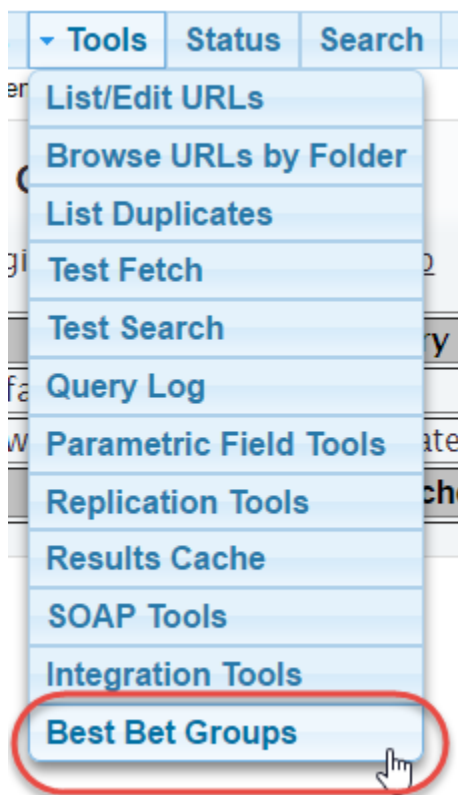 Tools Status Search
List/Edit URLs
Browse URLs by Folder
List Duplicates
Test Fetch
Test Search
Query Log
Parametric Field Tools
Replication Tools
Results Cache
SOAP Tools
Integration Tools
Best Bet Groups